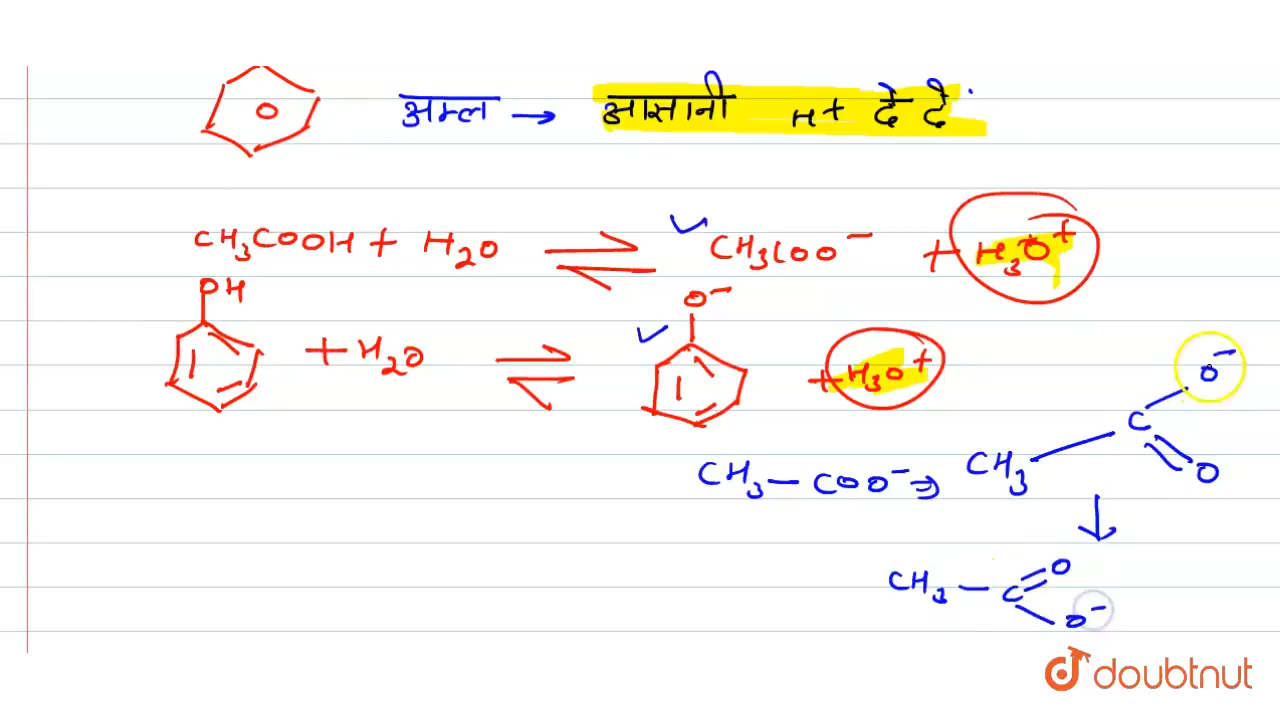 O अम्ल → आसानी H+ दे दे
CH3COOH + H2O ⇌ CH3COO− + H3O+
OH
O−
+ H2O ⇌ + H3O+
O−
C
CH3 O
CH3 − COO− ⇒
CH3 − C = O
O−
doubtnut